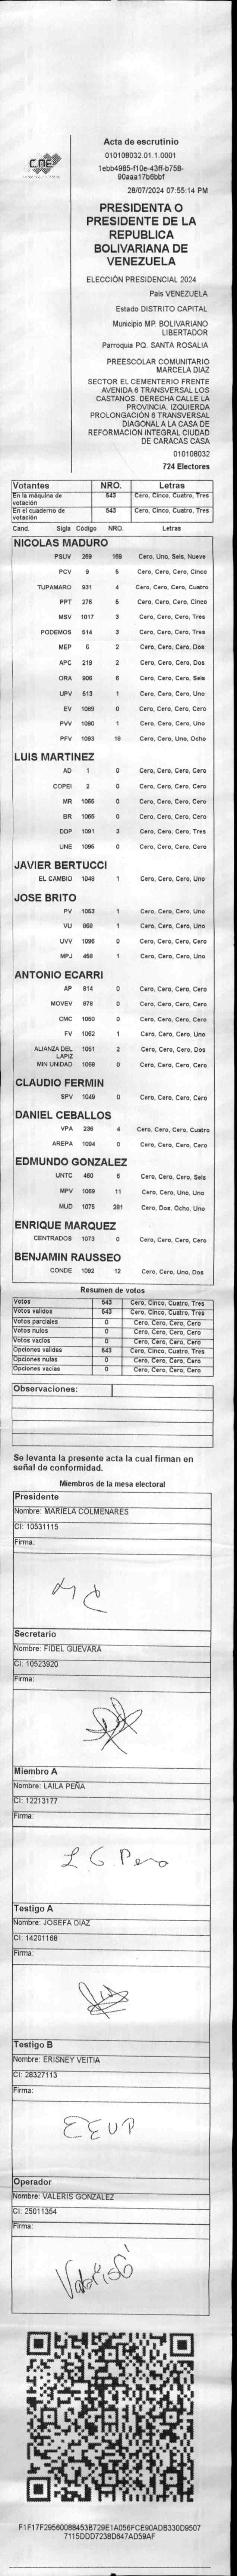 CNE
Acta de escrutinio
010108032.01.1.0001
1ebb4985-f10e-43ff-b756-
90aaa17b6bbf
28/07/2024 07:55:14 PM
PRESIDENTA O
PRESIDENTE DE LA
REPUBLICA
BOLIVARIANA DE
VENEZUELA
ELECCIÓN PRESIDENCIAL 2024
Pais VENEZUELA
Estado DISTRITO CAPITAL
Municipio MP. BOLIVARIANO
LIBERTADOR
Parroquia PQ. SANTA ROSALIA
PREESCOLAR COMUNITARIO
MARCELA DIAZ
SECTOR EL CEMENTERIO FRENTE
AVENIDA 6 TRANSVERSAL LOS
CASTANOS. DERECHA CALLE LA
PROVINCIA. IZQUIERDA
PROLONGACIÓN 6 TRANSVERSAL
DIAGONAL A LA CASA DE
REFORMACION INTEGRAL CIUDAD
DE CARACAS CASA
010108032
724 Electores
Votantes NRO. Letras
En la máquina de votación 543 Cero, Cinco, Cuatro, Tres
En el cuaderno de votación 543 Cero, Cinco, Cuatro, Tres
Cand. Sigla Código NRO. Letras
NICOLAS MADURO
PSUV 269 169 Cero, Uno, Seis, Nueve
PCV 9 5 Cero, Cero, Cero, Cinco
TUPAMARO 931 4 Cero, Cero, Cero, Cuatro
PPT 276 5 Cero, Cero, Cero, Cinco
MSV 1017 3 Cero, Cero, Cero, Tres
PODEMOS 514 3 Cero, Cero, Cero, Tres
MEP 6 2 Cero, Cero, Cero, Dos
APC 219 2 Cero, Cero, Cero, Dos
ORA 906 6 Cero, Cero, Cero, Seis
UPV 513 1 Cero, Cero, Cero, Uno
EV 1089 0 Cero, Cero, Cero, Cero
PVV 1090 1 Cero, Cero, Cero, Uno
PFV 1093 18 Cero, Cero, Uno, Ocho
LUIS MARTINEZ
AD 1 0 Cero, Cero, Cero, Cero
COPEI 2 0 Cero, Cero, Cero, Cero
MR 1055 0 Cero, Cero, Cero, Cero
BR 1066 0 Cero, Cero, Cero, Cero
DDP 1091 3 Cero, Cero, Cero, Tres
UNE 1095 0 Cero, Cero, Cero, Cero
JAVIER BERTUCCI
EL CAMBIO 1048 1 Cero, Cero, Cero, Uno
JOSE BRITO
PV 1053 1 Cero, Cero, Cero, Uno
VU 868 1 Cero, Cero, Cero, Uno
UVV 1096 0 Cero, Cero, Cero, Cero
MPJ 458 1 Cero, Cero, Cero, Uno
ANTONIO ECARRI
AP 914 0 Cero, Cero, Cero, Cero
MOVEV 878 0 Cero, Cero, Cero, Cero
CMC 1060 0 Cero, Cero, Cero, Cero
FV 1062 1 Cero, Cero, Cero, Uno
ALIANZA DEL LAPIZ 1051 2 Cero, Cero, Cero, Dos
MIN UNIDAD 1068 0 Cero, Cero, Cero, Cero
CLAUDIO FERMIN
SPV 1049 0 Cero, Cero, Cero, Cero
DANIEL CEBALLOS
VPA 236 4 Cero, Cero, Cero, Cuatro
AREPA 1094 0 Cero, Cero, Cero, Cero
EDMUNDO GONZALEZ
UNTC 460 6 Cero, Cero, Cero, Seis
MPV 1069 11 Cero, Cero, Uno, Uno
MUD 1075 281 Cero, Dos, Ocho, Uno
ENRIQUE MARQUEZ
CENTRADOS 1073 0 Cero, Cero, Cero, Cero
BENJAMIN RAUSSEO
CONDE 1092 12 Cero, Cero, Uno, Dos
Resumen de votos
Votos 543 Cero, Cinco, Cuatro, Tres
Votos validos 543 Cero, Cinco, Cuatro, Tres
Votos parciales 0 Cero, Cero, Cero, Cero
Votos nulos 0 Cero, Cero, Cero, Cero
Votos vacíos 0 Cero, Cero, Cero, Cero
Opciones validas 543 Cero, Cinco, Cuatro, Tres
Opciones nulas 0 Cero, Cero, Cero, Cero
Opciones vacias 0 Cero, Cero, Cero, Cero
Observaciones:
Se levanta la presente acta la cual firman en
señal de conformidad.
Miembros de la mesa electoral
Presidente
Nombre: MARIELA COLMENARES
CI: 10531115
Firma:
MC
Secretario
Nombre: FIDEL GUEVARA
CI: 10523920
Firma:
Miembro A
Nombre: LAILA PEÑA
CI: 12213177
Firma:
L.G. Pena
Testigo A
Nombre: JOSEFA DIAZ
CI: 14201168
Firma:
Testigo B
Nombre: ERISNEY VEITIA
CI: 28327113
Firma:
EEUP
Operador
Nombre: VALERIS GONZALEZ
CI: 25011354
Firma:
F1F17F29560088453B729E1A056FCE90ADB330D9507
7115DDD7238D647AD59AF